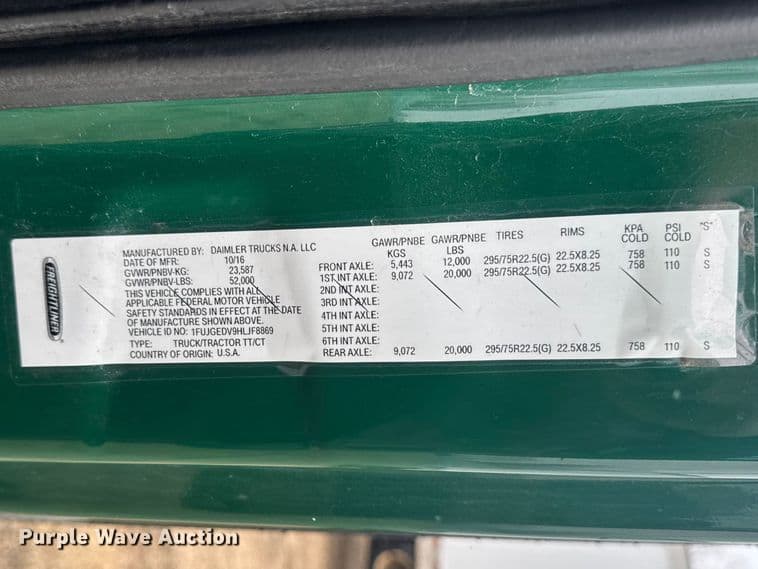 FREIGHTLINER
MANUFACTURED BY: DAIMLER TRUCKS N.A. LLC
DATE OF MFR: 10/16
GVWR/PNBV-KG: 23,587
GVWR/PNBV-LBS: 52,000
THIS VEHICLE COMPLIES WITH ALL
APPLICABLE FEDERAL MOTOR VEHICLE
SAFETY STANDARDS IN EFFECT AT THE DATE
OF MANUFACTURE SHOWN ABOVE.
VEHICLE ID NO: 1FUJGEDV9HLJF8869
TYPE: TRUCK/TRACTOR TT/CT
COUNTRY OF ORIGIN: U.S.A.
GAWR/PNBE KGS GAWR/PNBE LBS TIRES RIMS KPA COLD PSI COLD "S"
FRONT AXLE: 5,443 12,000 295/75R22.5(G) 22.5X8.25 758 110 S
1ST INT AXLE: 9,072 20,000 295/75R22.5(G) 22.5X8.25 758 110 S
2ND INT AXLE:
3RD INT AXLE:
4TH INT AXLE:
5TH INT AXLE:
6TH INT AXLE:
REAR AXLE: 9,072 20,000 295/75R22.5(G) 22.5X8.25 758 110 S
Purple Wave Auction